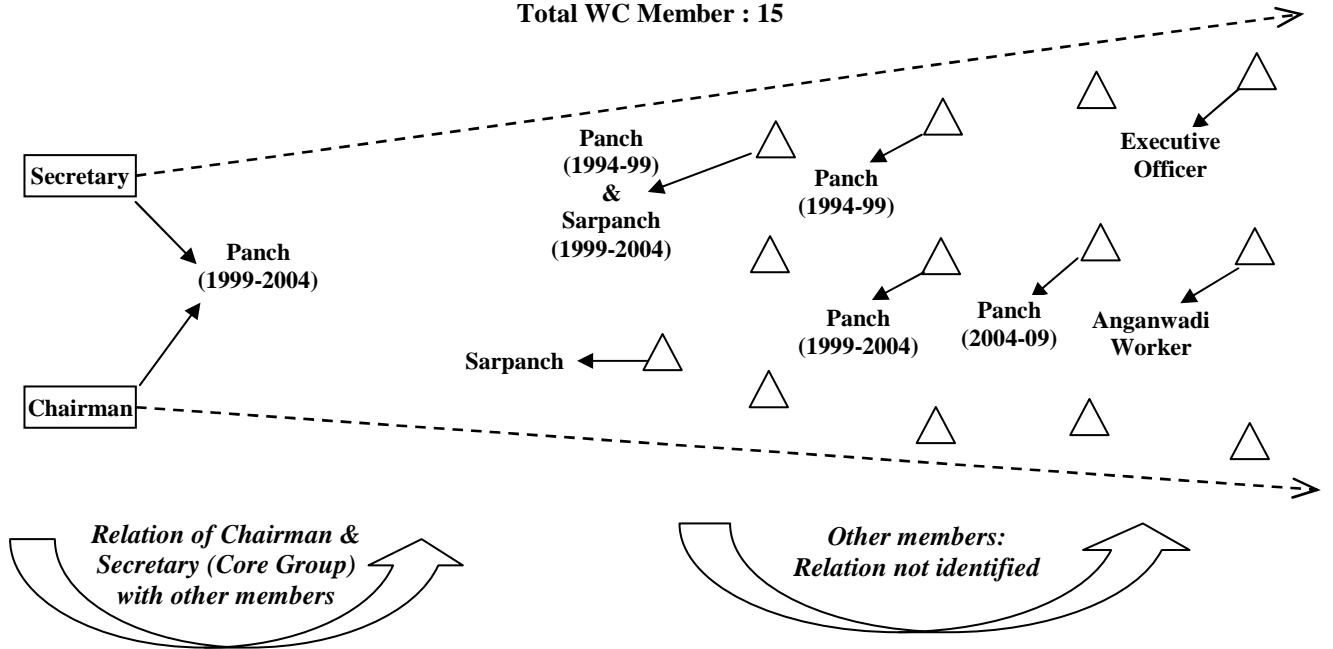 Total WC Member : 15
Secretary
Panch
(1999-2004)
Chairman
Panch
(1994-99)
&
Sarpanch
(1999-2004)
Panch
(1994-99)
Executive
Officer
Sarpanch
Panch
(1999-2004)
Panch
(2004-09)
Anganwadi
Worker
Relation of Chairman &
Secretary (Core Group)
with other members
Other members:
Relation not identified